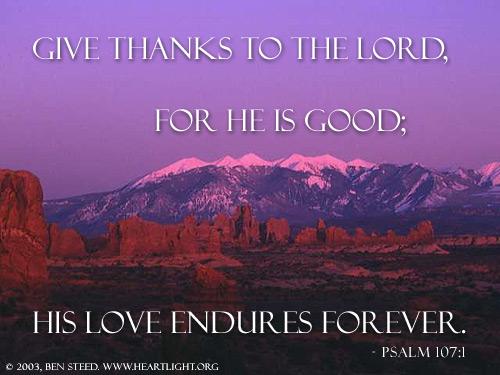 GIVE THANKS TO THE LORD,
FOR HE IS GOOD;
HIS LOVE ENDURES FOREVER.
- PSALM 107:1
© 2003, BEN STEED. WWW.HEARTLIGHT.ORG